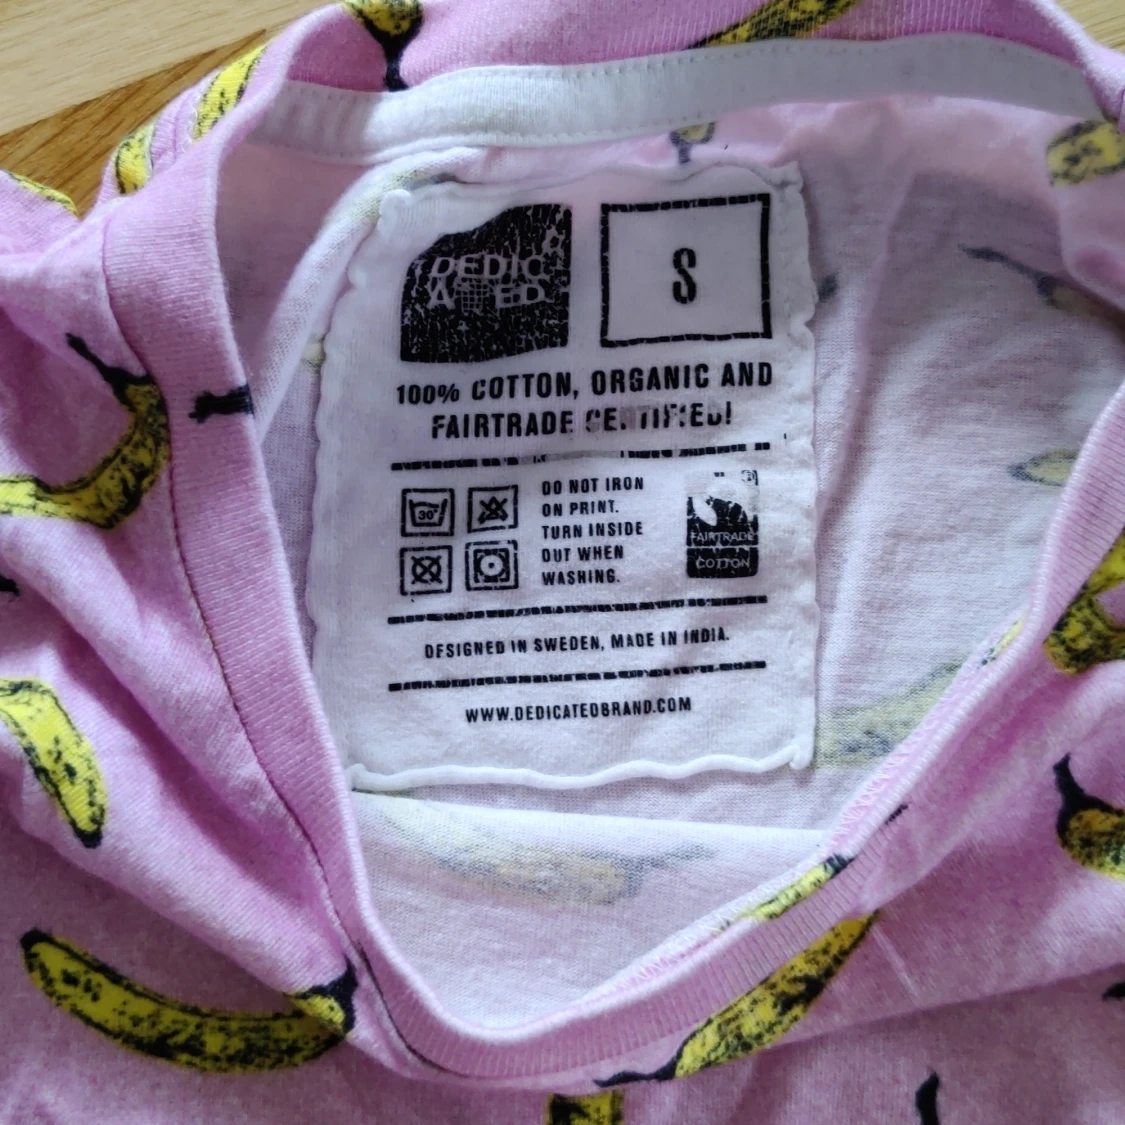 DEDIC
ATED
S
100% COTTON, ORGANIC AND
FAIRTRADE CERTIFIED!
30°
DO NOT IRON
ON PRINT.
TURN INSIDE
OUT WHEN
WASHING.
FAIRTRADE
COTTON
DESIGNED IN SWEDEN, MADE IN INDIA.
WWW.DEDICATEDBRAND.COM